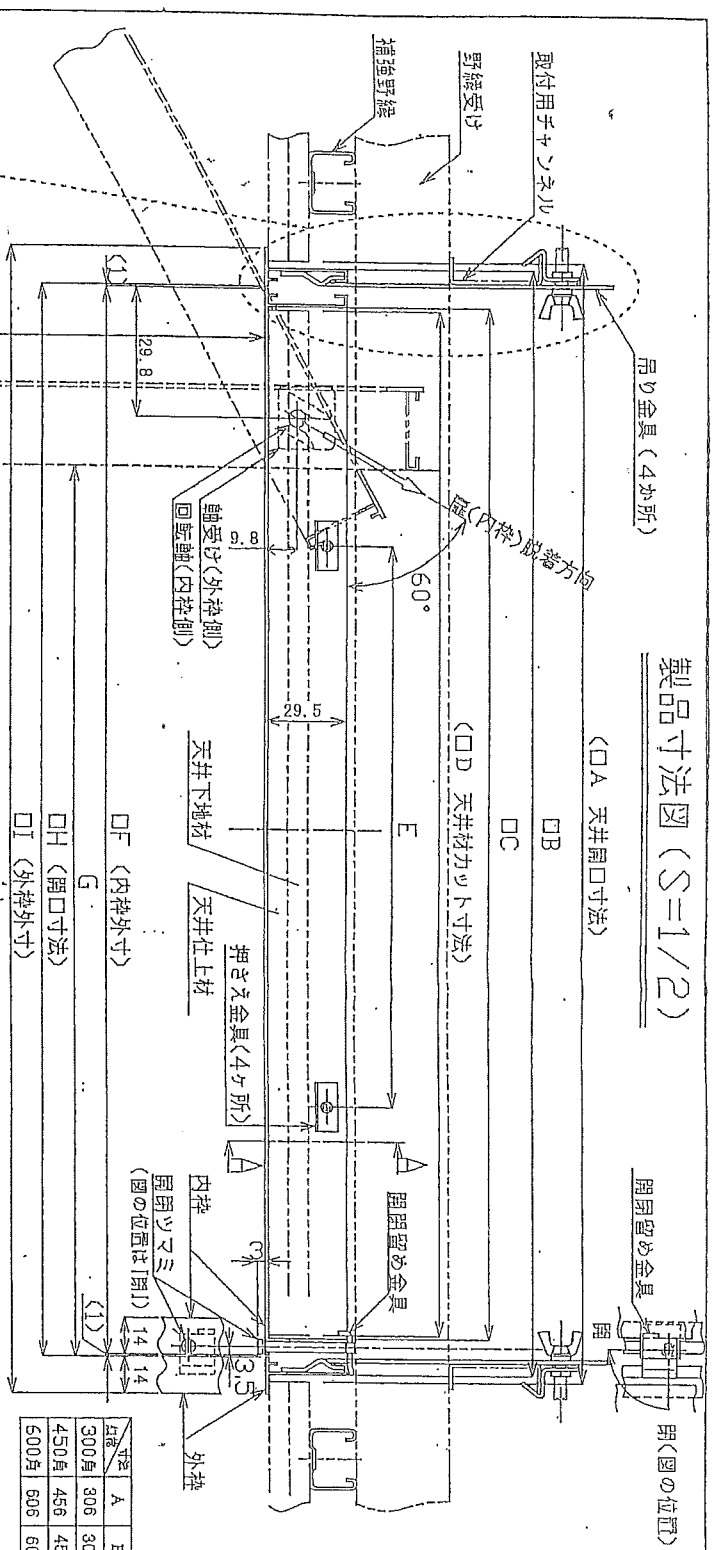 製品寸法図 (S=1/2)
取付用チャンネル
野縁受け
補強野縁
吊り金具 (4か所)
(□A 天井開口寸法)
□B
□C
(□D 天井材カット寸法)
E
扉(内枠)脱着方向
60°
(1)
29.8
9.8
29.5
軸受け(外枠側)
回転軸(内枠側)
天井下地材
天井仕上材
押さえ金具(4ヶ所)
A
A
開閉留め金具
開閉留め金具
開
閉(図の位置)
3
内枠
開閉ツマミ
(図の位置は「閉」)
(1)
14
14
3.5
外枠
G
□F (内枠外寸)
□H (開口寸法)
□I (外枠外寸)
寸法
A
300角 306
450角 456
600角 606